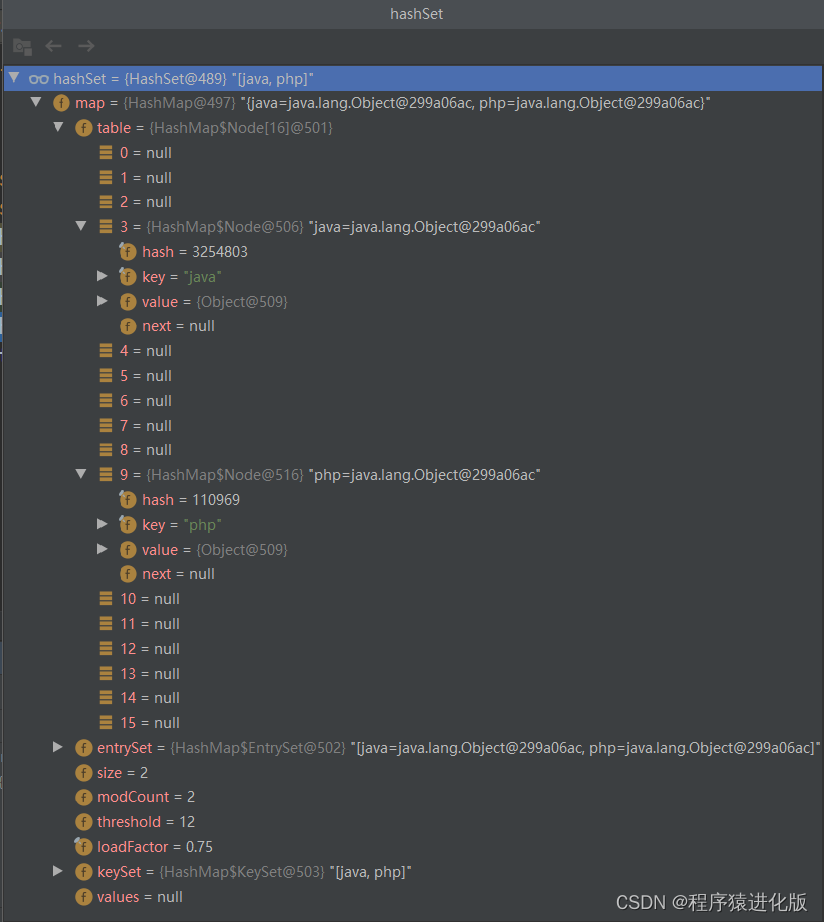 hashSet
hashSet = {HashSet@489} "[java, php]"
f map = {HashMap@497} "{java=java.lang.Object@299a06ac, php=java.lang.Object@299a06ac}"
f table = {HashMap$Node[16]@501}
0 = null
1 = null
2 = null
3 = {HashMap$Node@506} "java=java.lang.Object@299a06ac"
f hash = 3254803
f key = "java"
f value = {Object@509}
f next = null
4 = null
5 = null
6 = null
7 = null
8 = null
9 = {HashMap$Node@516} "php=java.lang.Object@299a06ac"
f hash = 110969
f key = "php"
f value = {Object@509}
f next = null
10 = null
11 = null
12 = null
13 = null
14 = null
15 = null
f entrySet = {HashMap$EntrySet@502} "[java=java.lang.Object@299a06ac, php=java.lang.Object@299a06ac]"
f size = 2
f modCount = 2
f threshold = 12
f loadFactor = 0.75
f keySet = {HashMap$KeySet@503} "[java, php]"
f values = null
CSDN @程序猿进化版